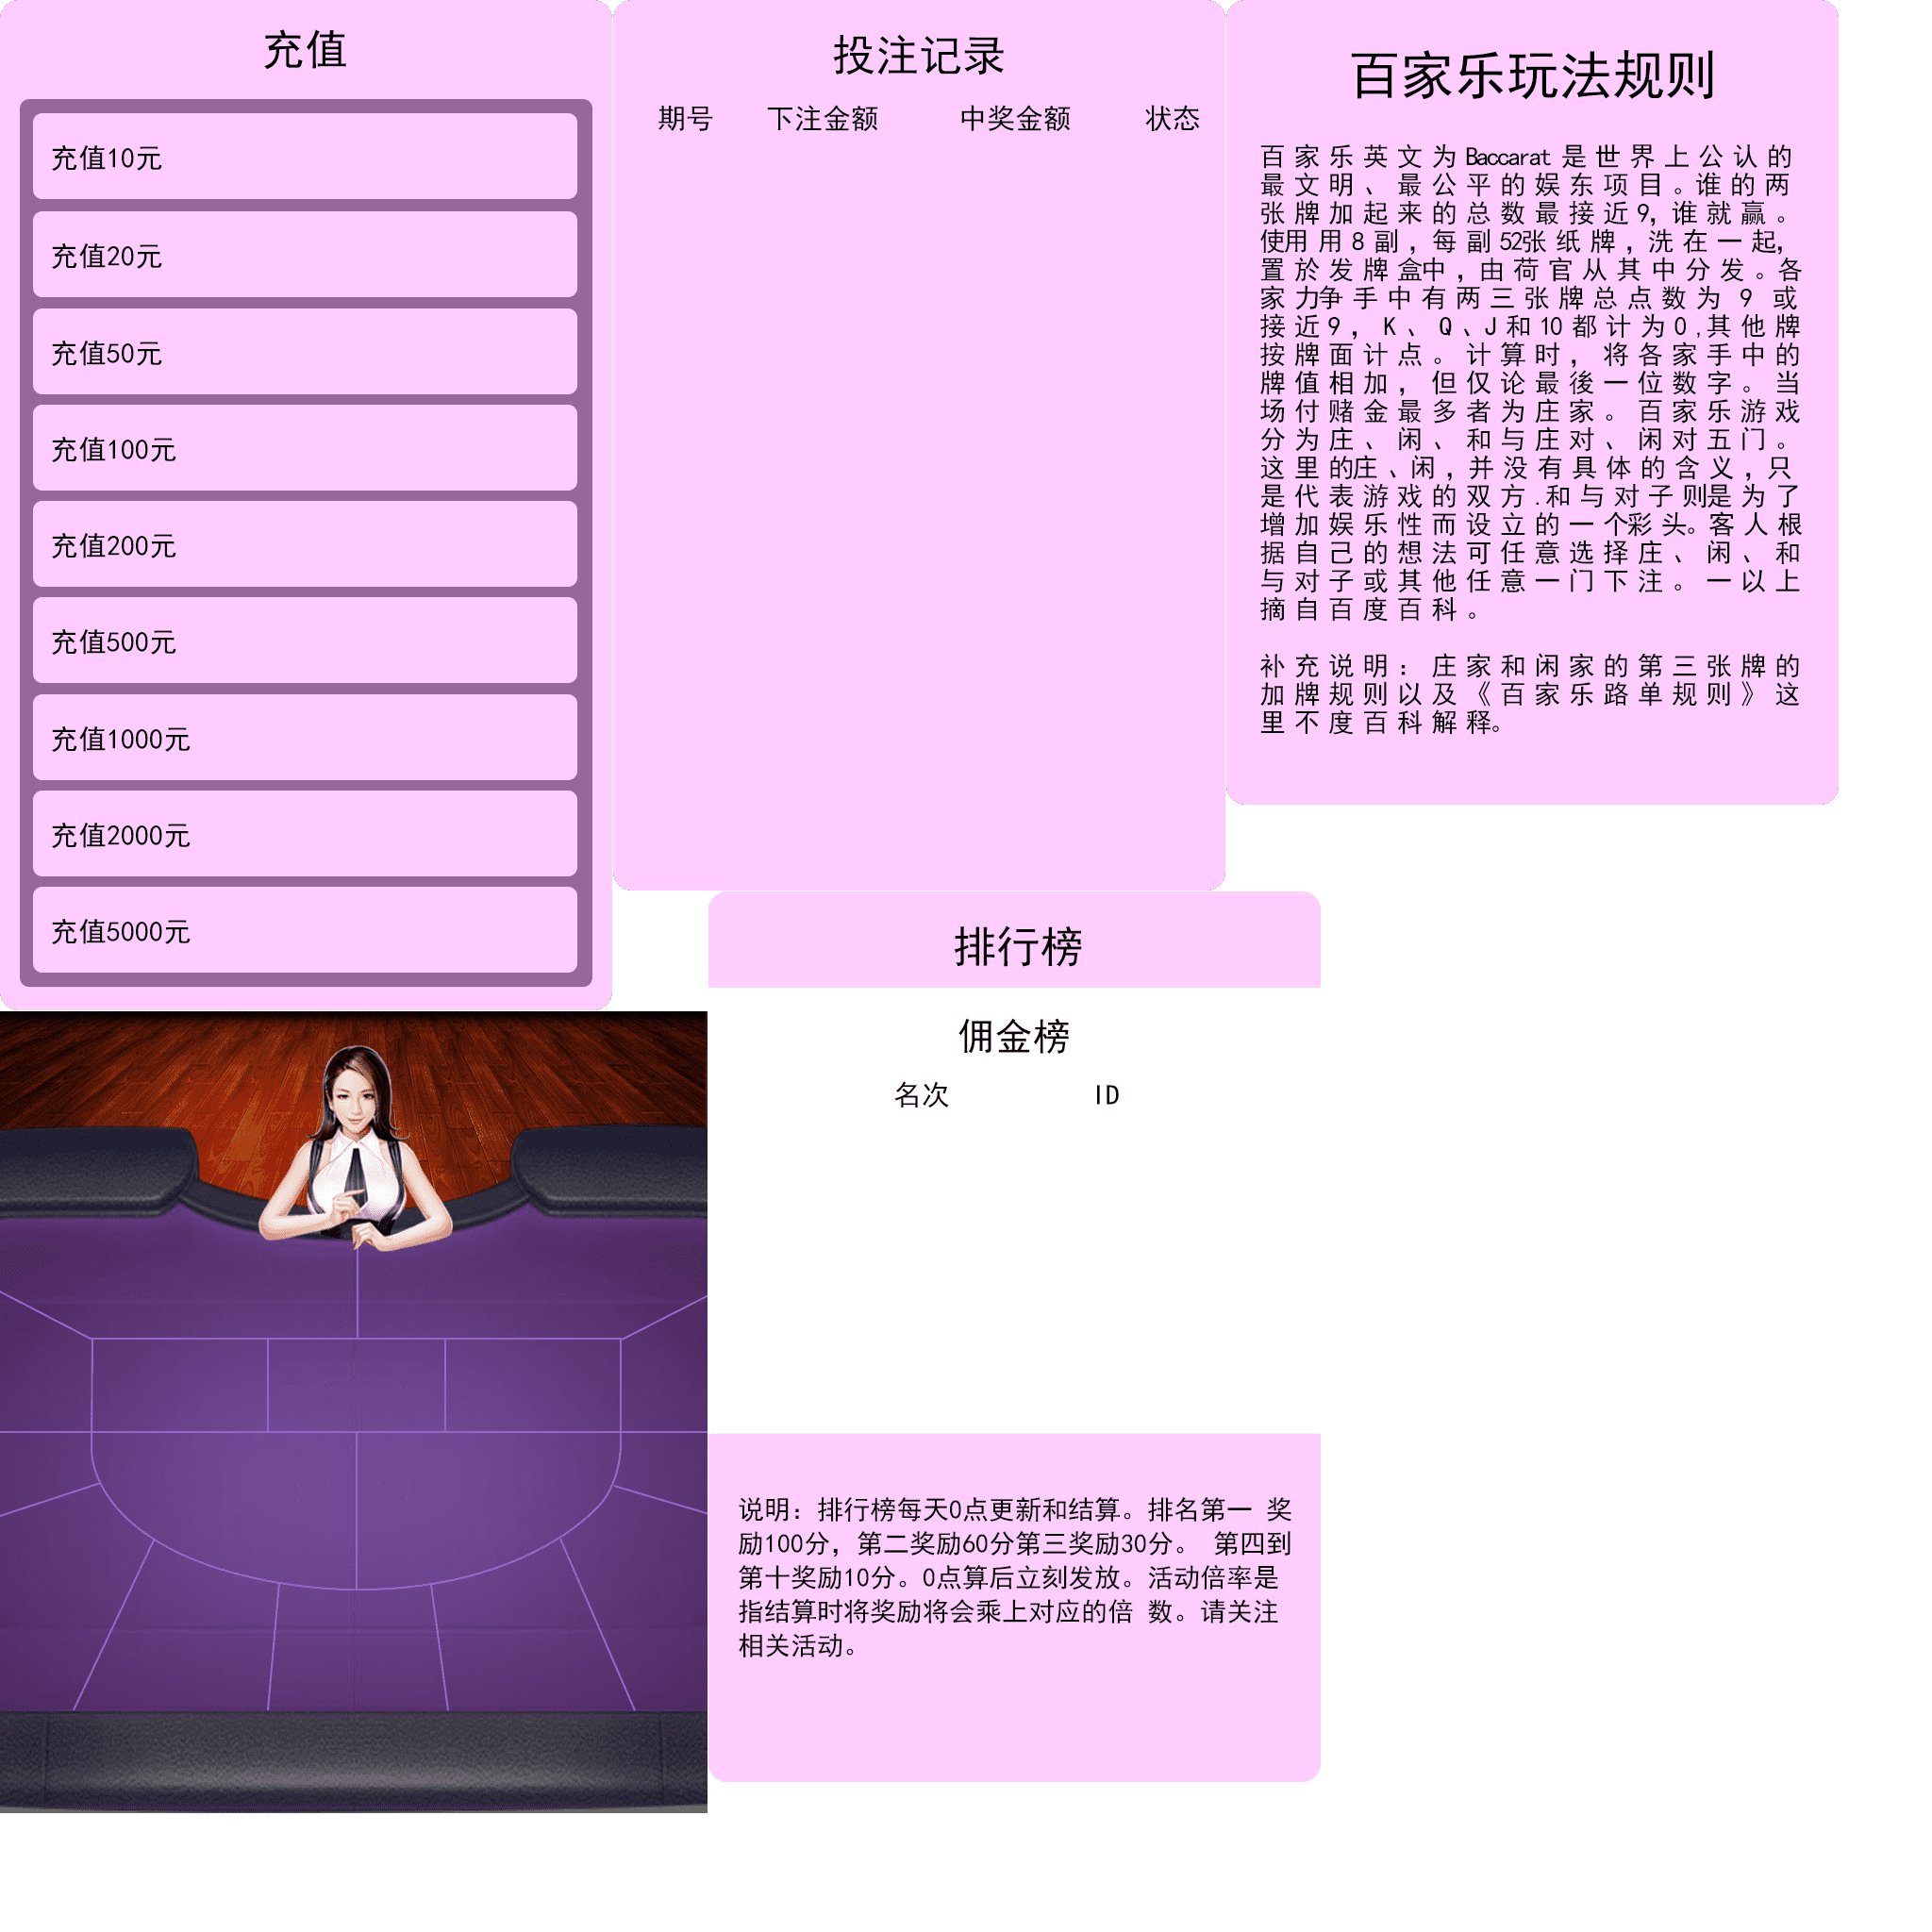 充值
充值10元
充值20元
充值50元
充值100元
充值200元
充值500元
充值1000元
充值2000元
充值5000元
投注记录
期号 下注金额 中奖金额 状态
百家乐玩法规则
百家乐英文为Baccarat是世界上公认的
最文明、最公平的娱东项目。谁的两
张牌加起来的总数最接近9，谁就赢。
使用用8副，每副52张纸牌，洗在一起，
置於发牌盒中，由荷官从其中分发。各
家力争手中有两三张牌总点数为9或
接近9，K、Q、J和10都计为0,其他牌
按牌面计点。计算时，将各家手中的
牌值相加，但仅论最後一位数字。当
场付赌金最多者为庄家。百家乐游戏
分为庄、闲、和与庄对、闲对五门。
这里的庄、闲，并没有具体的含义，只
是代表游戏的双方.和与对子则是为了
增加娱乐性而设立的一个彩头。客人根
据自己的想法可任意选择庄、闲、和
与对子或其他任意一门下注。一以上
摘自百度百科。
补充说明：庄家和闲家的第三张牌的
加牌规则以及《百家乐路单规则》这
里不度百科解释。
排行榜
佣金榜
名次 ID
说明：排行榜每天0点更新和结算。排名第一 奖
励100分，第二奖励60分第三奖励30分。 第四到
第十奖励10分。0点算后立刻发放。活动倍率是
指结算时将奖励将会乘上对应的倍 数。请关注
相关活动。